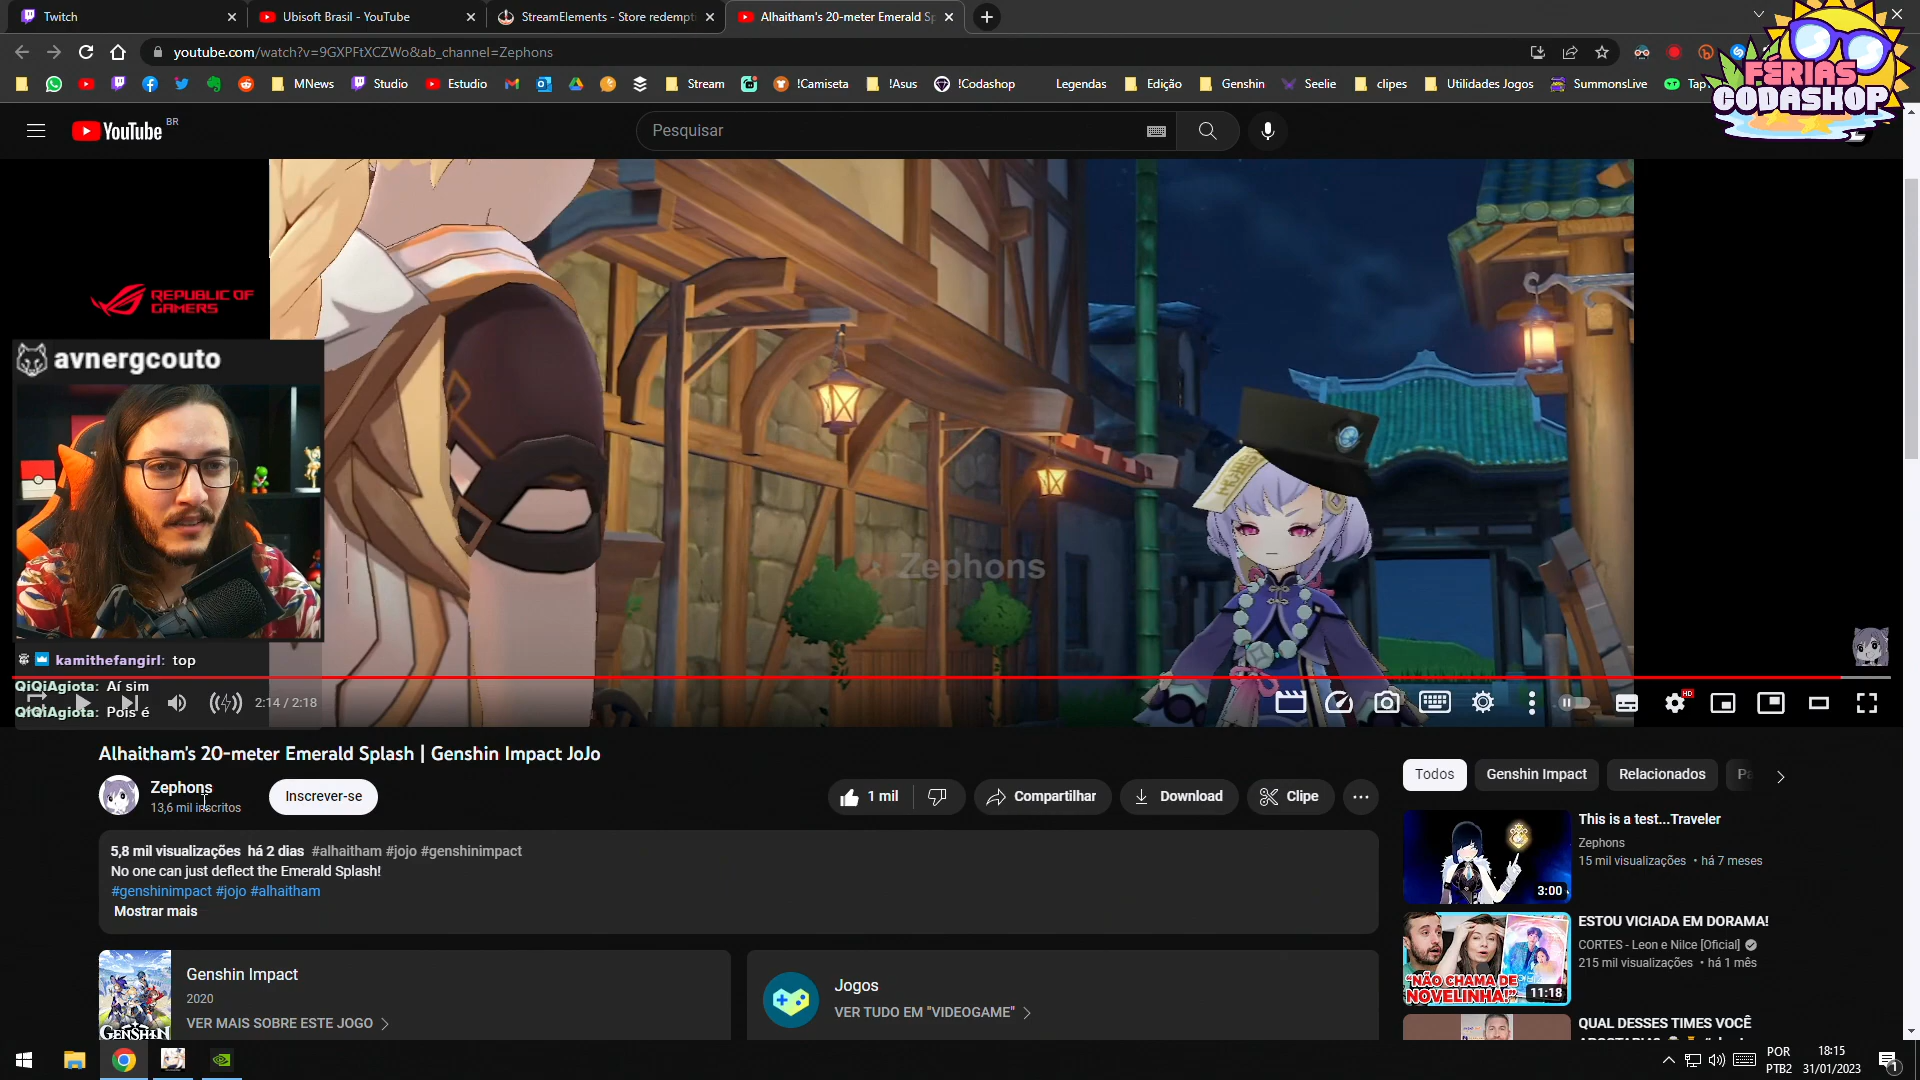 Twitch
Ubisoft Brasil - YouTube
StreamElements - Store redempti
Alhaitham's 20-meter Emerald Sp
youtube.com/watch?v=9GXPFtXCZWo&ab_channel=Zephons
MNews
Studio
Estudio
Stream
!Camiseta
!Asus
!Codashop
Legendas
Edição
Genshin
Seelie
clipes
Utilidades Jogos
SummonsLive
Tap
FÉRIAS
CODASHOP
YouTube BR
Pesquisar
REPUBLIC OF
GAMERS
avnergcouto
Zephons
kamithefangirl: top
QiQiAgiota: Aí sim
QiQiAgiota: Pois é
2:14 / 2:18
HD
Alhaitham's 20-meter Emerald Splash | Genshin Impact JoJo
Zephons
13,6 mil inscritos
Inscrever-se
1 mil
Compartilhar
Download
Clipe
5,8 mil visualizações há 2 dias #alhaitham #jojo #genshinimpact
No one can just deflect the Emerald Splash!
#genshinimpact #jojo #alhaitham
Mostrar mais
Genshin Impact
2020
VER MAIS SOBRE ESTE JOGO
GENSHIN
Jogos
VER TUDO EM "VIDEOGAME"
Todos
Genshin Impact
Relacionados
Pa
This is a test...Traveler
Zephons
15 mil visualizações • há 7 meses
3:00
ESTOU VICIADA EM DORAMA!
CORTES - Leon e Nilce [Oficial]
215 mil visualizações • há 1 mês
"NÃO CHAMA DE
NOVELINHA!"
11:18
QUAL DESSES TIMES VOCÊ
POR
PTB2
18:15
31/01/2023
1